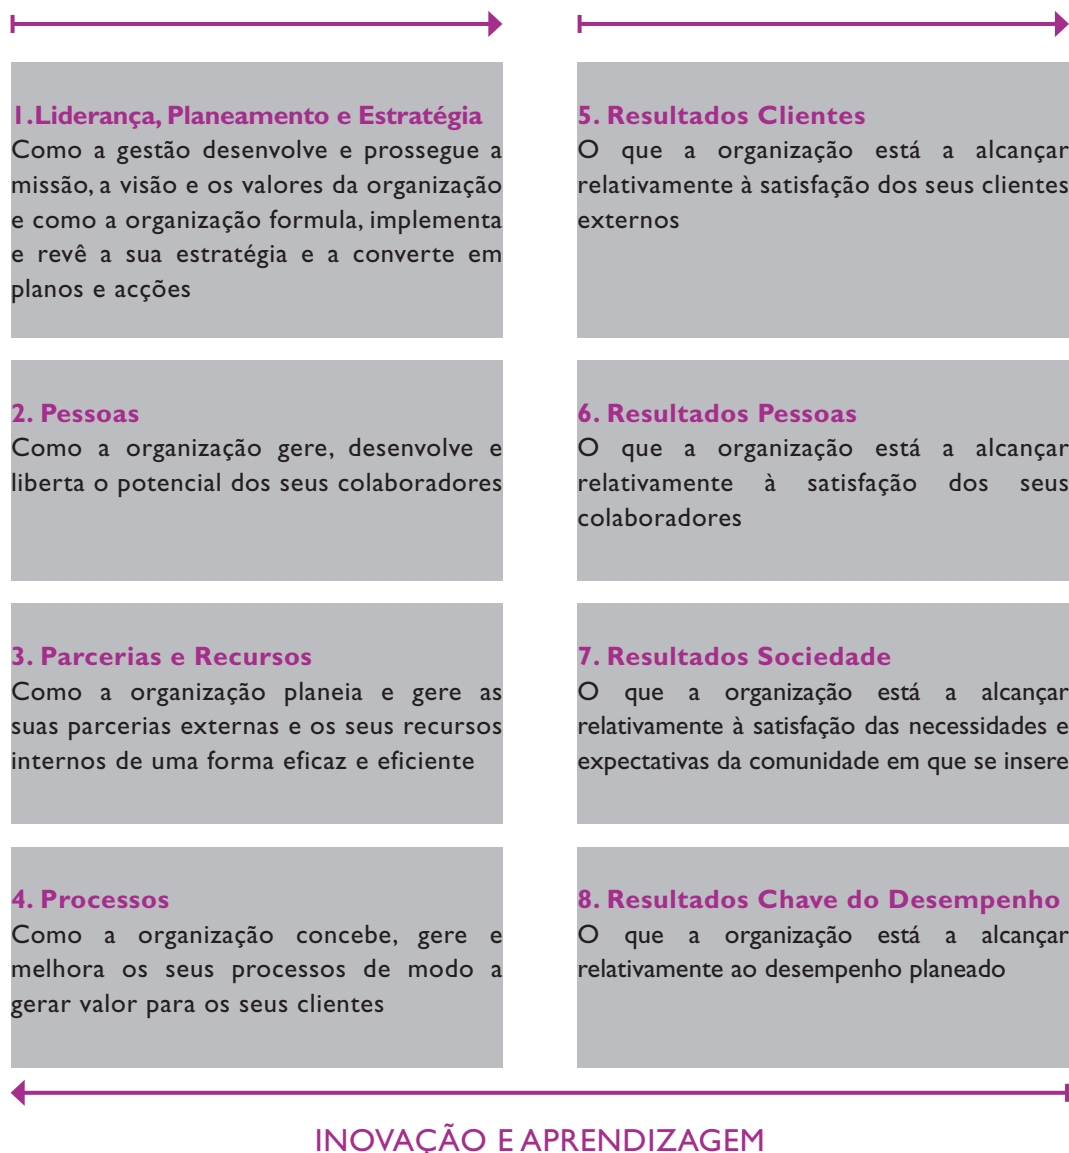 1.Liderança, Planeamento e Estratégia
Como a gestão desenvolve e prossegue a
missão, a visão e os valores da organização
e como a organização formula, implementa
e revê a sua estratégia e a converte em
planos e acções
2. Pessoas
Como a organização gere, desenvolve e
liberta o potencial dos seus colaboradores
3. Parcerias e Recursos
Como a organização planeia e gere as
suas parcerias externas e os seus recursos
internos de uma forma eficaz e eficiente
4. Processos
Como a organização concebe, gere e
melhora os seus processos de modo a
gerar valor para os seus clientes
5. Resultados Clientes
O que a organização está a alcançar
relativamente à satisfação dos seus clientes
externos
6. Resultados Pessoas
O que a organização está a alcançar
relativamente à satisfação dos seus
colaboradores
7. Resultados Sociedade
O que a organização está a alcançar
relativamente à satisfação das necessidades e
expectativas da comunidade em que se insere
8. Resultados Chave do Desempenho
O que a organização está a alcançar
relativamente ao desempenho planeado
INOVAÇÃO E APRENDIZAGEM